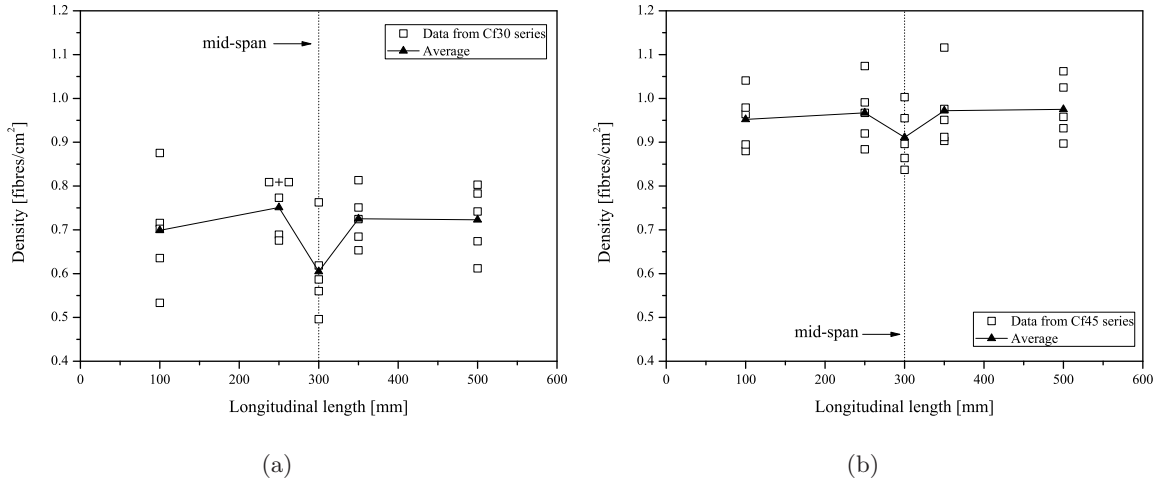 1.2
1.1
1.0
0.9
0.8
0.7
0.6
0.5
0.4
Density [fibres/cm²]
mid-span
Data from Cf30 series
Average
+
0 100 200 300 400 500 600
Longitudinal length [mm]
(a)
1.2
1.1
1.0
0.9
0.8
0.7
0.6
0.5
0.4
Density [fibres/cm²]
mid-span
Data from Cf45 series
Average
0 100 200 300 400 500 600
Longitudinal length [mm]
(b)